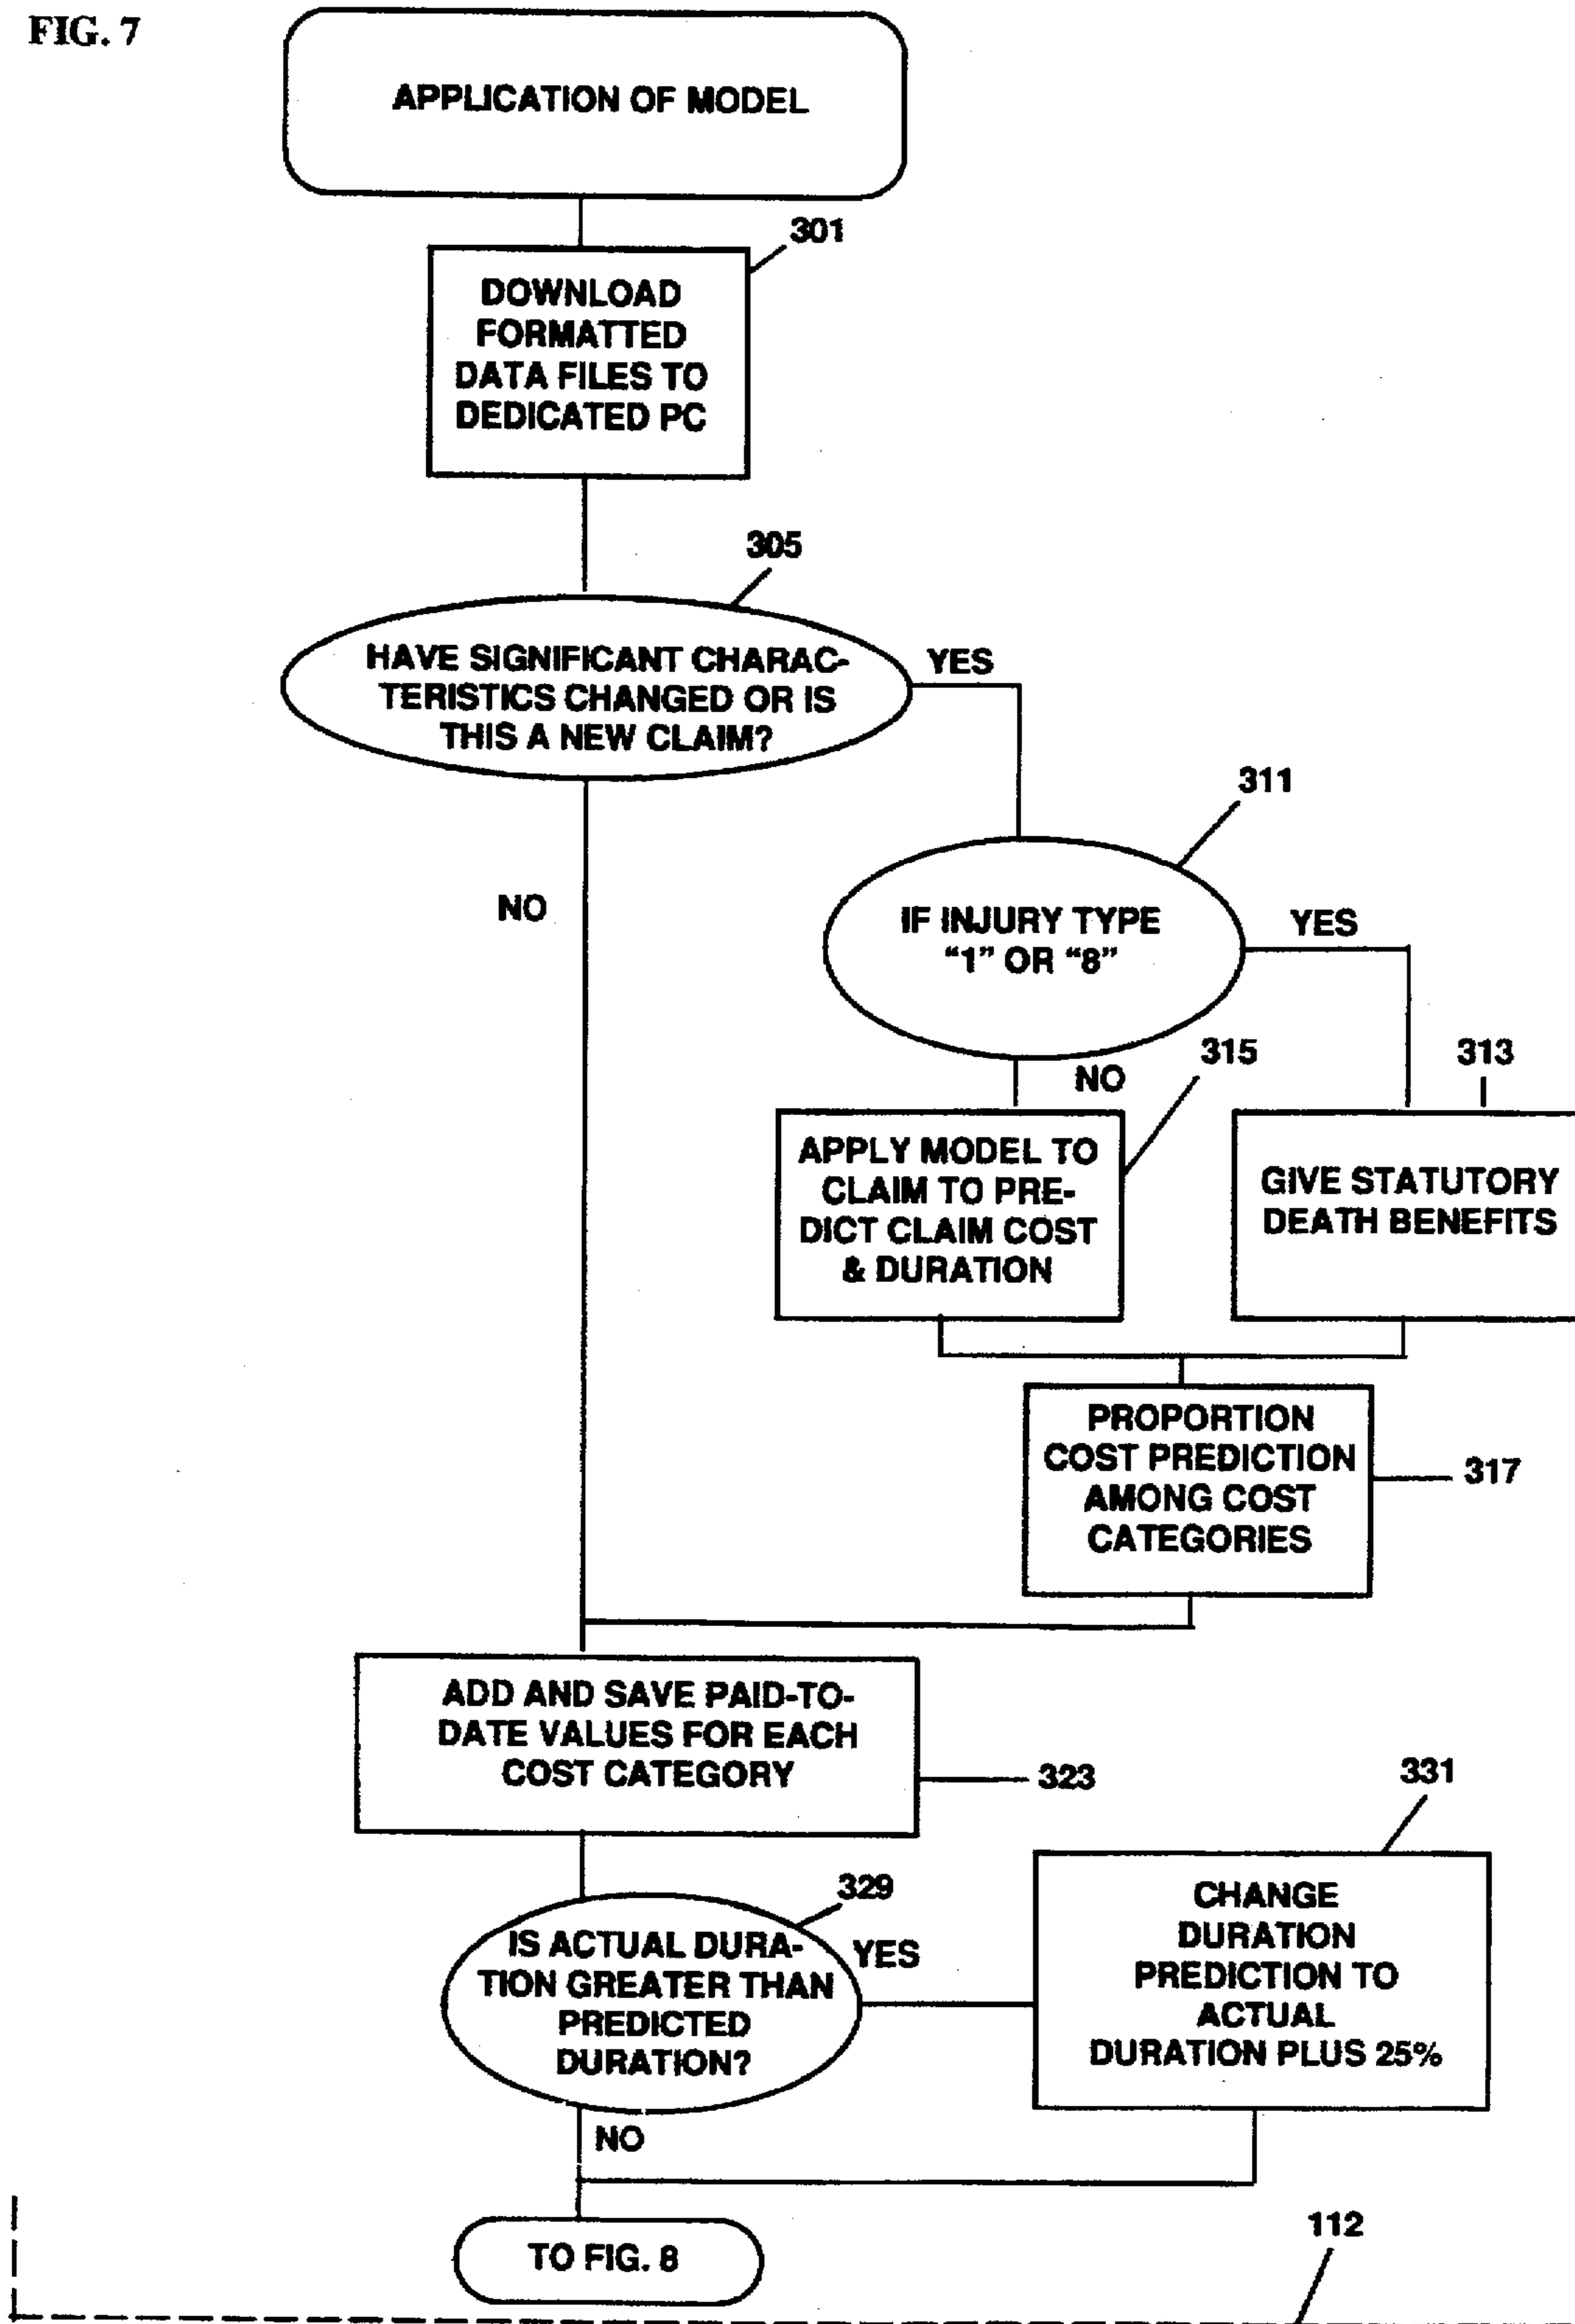 FIG. 7
APPLICATION OF MODEL
301
DOWNLOAD
FORMATTED
DATA FILES TO
DEDICATED PC
305
HAVE SIGNIFICANT CHARAC-
TERISTICS CHANGED OR IS
THIS A NEW CLAIM?
YES
311
NO
IF INJURY TYPE
“1” OR “8”
YES
NO
315
313
APPLY MODEL TO
CLAIM TO PRE-
DICT CLAIM COST
& DURATION
GIVE STATUTORY
DEATH BENEFITS
PROPORTION
COST PREDICTION
AMONG COST
CATEGORIES
317
ADD AND SAVE PAID-TO-
DATE VALUES FOR EACH
COST CATEGORY
323
331
329
IS ACTUAL DURA-
TION GREATER THAN
PREDICTED
DURATION?
YES
CHANGE
DURATION
PREDICTION TO
ACTUAL
DURATION PLUS 25%
NO
TO FIG. 8
112